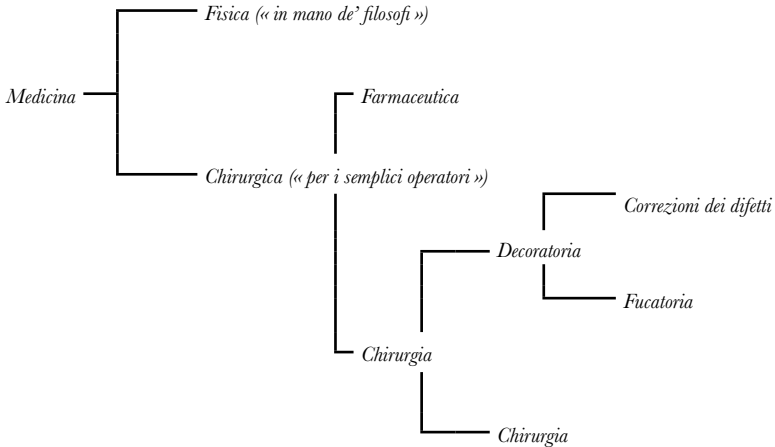 Fisica (« in mano de’ filosofi »)
Medicina
Farmaceutica
Chirurgica (« per i semplici operatori »)
Correzioni dei difetti
Decoratoria
Fucatoria
Chirurgia
Chirurgia